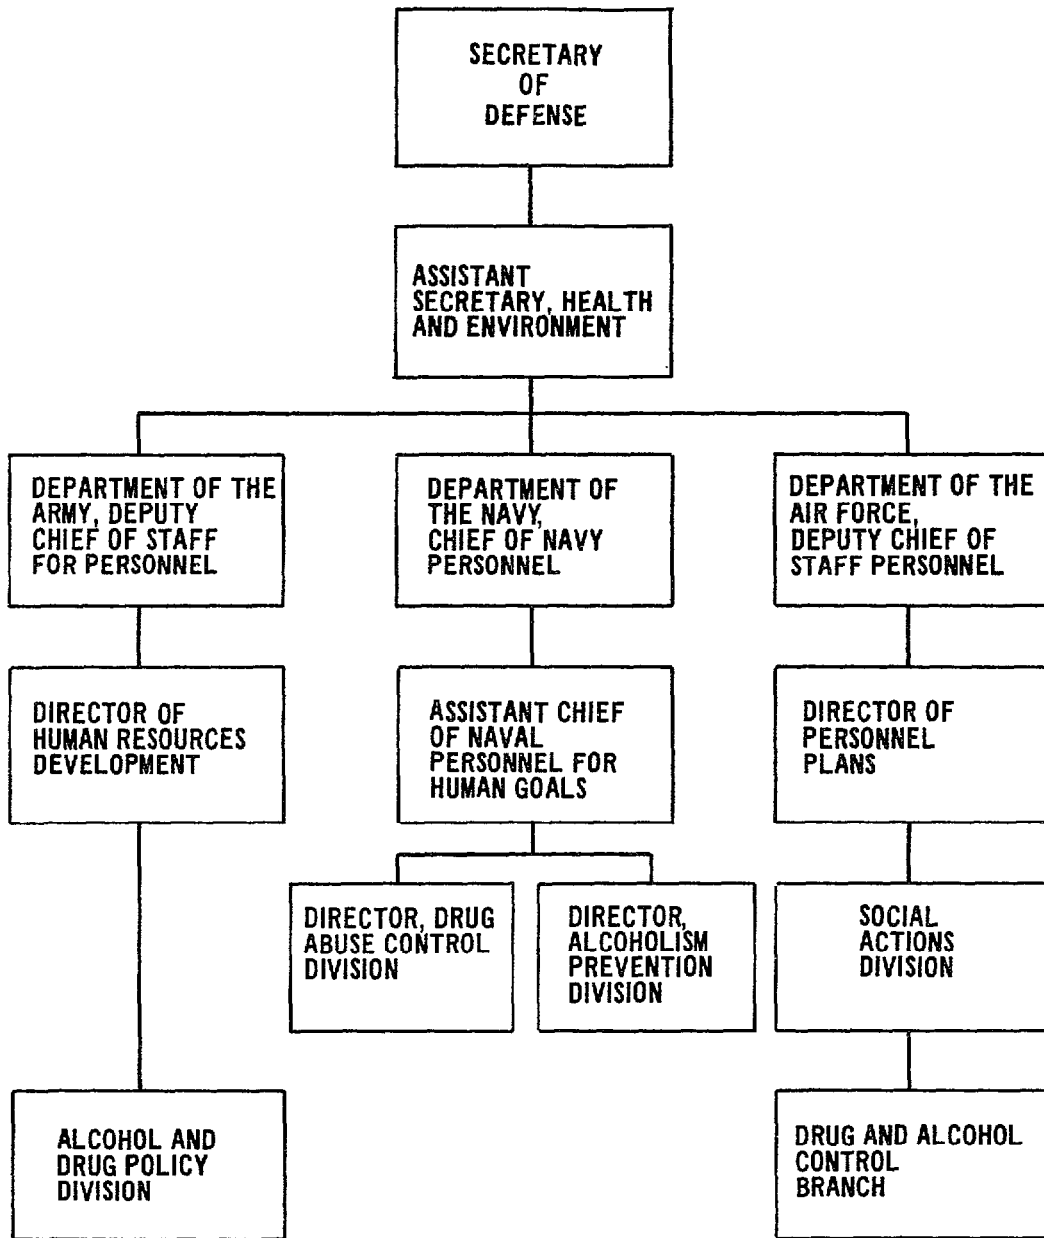 SECRETARY
OF
DEFENSE
ASSISTANT
SECRETARY, HEALTH
AND ENVIRONMENT
DEPARTMENT OF THE
ARMY, DEPUTY
CHIEF OF STAFF
FOR PERSONNEL
DEPARTMENT OF
THE NAVY,
CHIEF OF NAVY
PERSONNEL
DEPARTMENT OF THE
AIR FORCE,
DEPUTY CHIEF OF
STAFF PERSONNEL
DIRECTOR OF
HUMAN RESOURCES
DEVELOPMENT
ASSISTANT CHIEF
OF NAVAL
PERSONNEL FOR
HUMAN GOALS
DIRECTOR OF
PERSONNEL
PLANS
DIRECTOR, DRUG
ABUSE CONTROL
DIVISION
DIRECTOR,
ALCOHOLISM
PREVENTION
DIVISION
SOCIAL
ACTIONS
DIVISION
ALCOHOL AND
DRUG POLICY
DIVISION
DRUG AND ALCOHOL
CONTROL
BRANCH